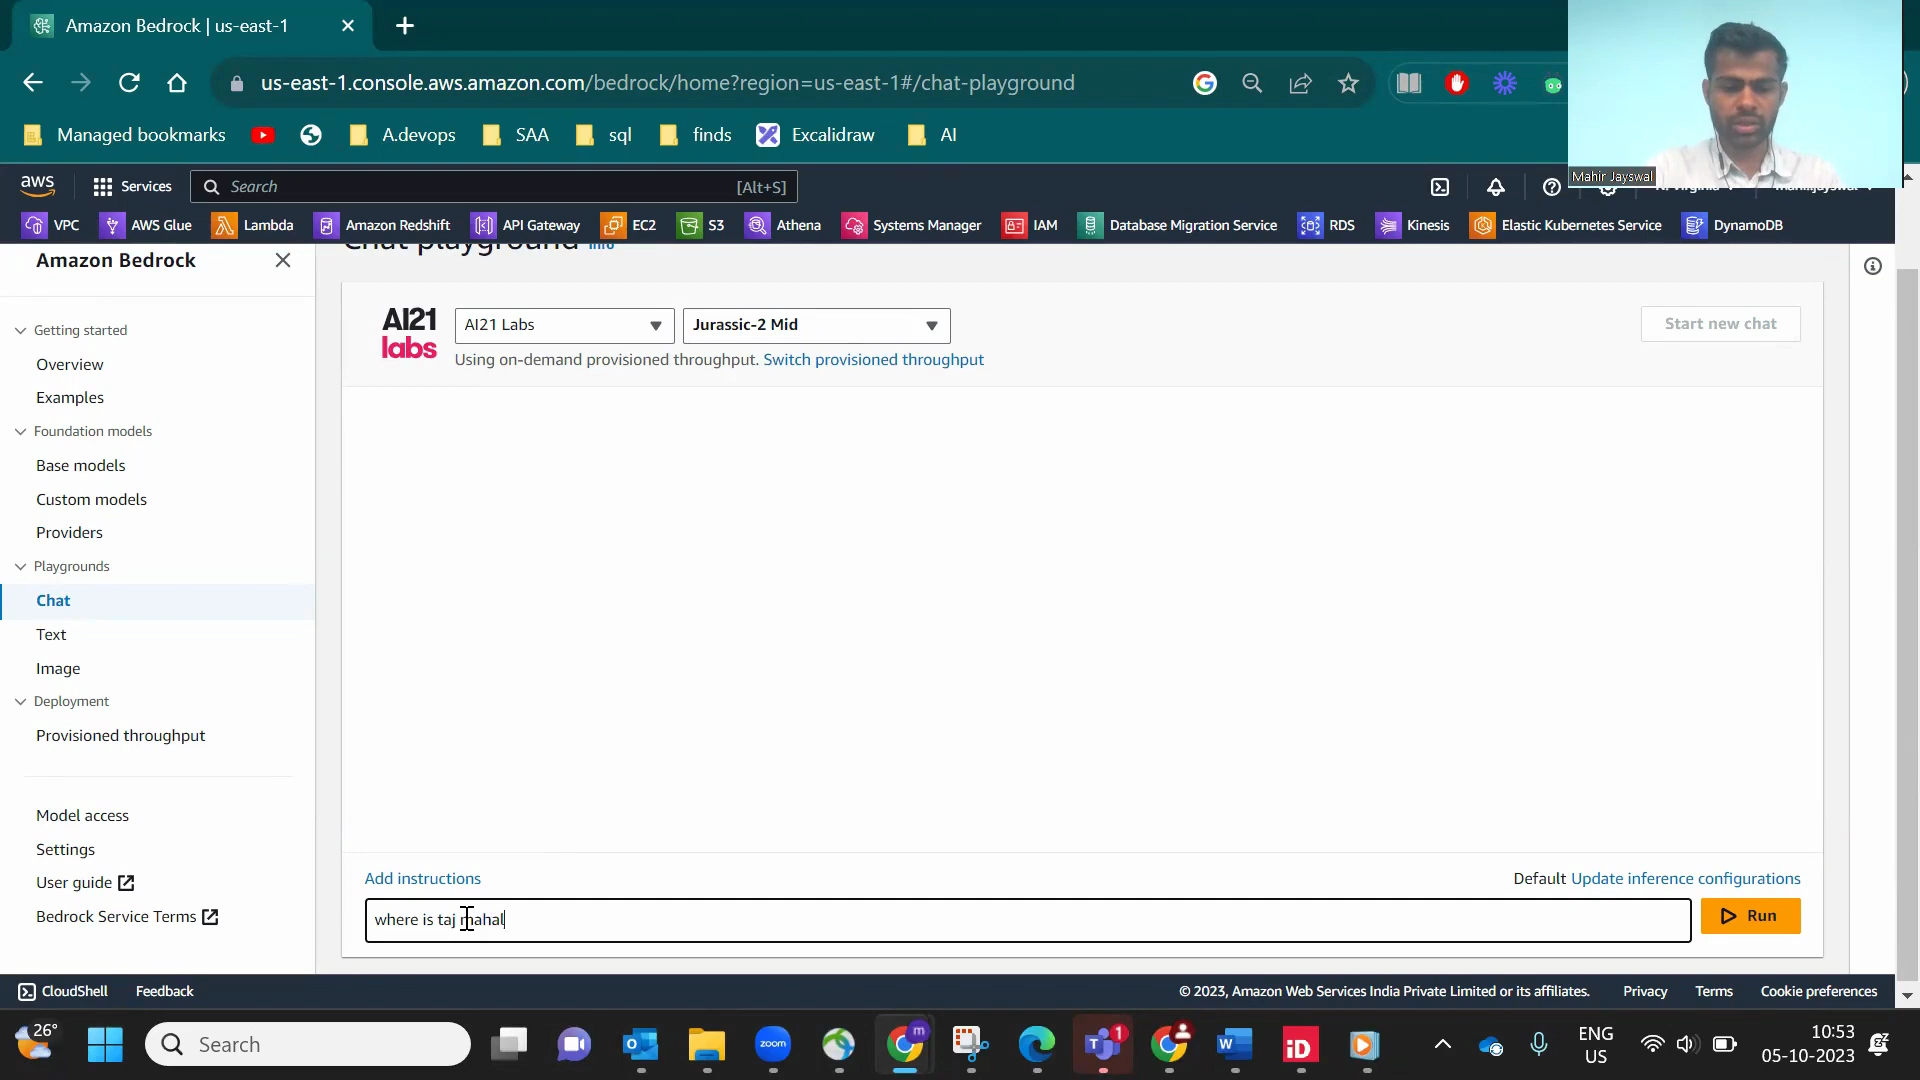 Amazon Bedrock | us-east-1
us-east-1.console.aws.amazon.com/bedrock/home?region=us-east-1#/chat-playground
Managed bookmarks A.devops SAA sql finds Excalidraw AI
Mahir Jayswal
aws Services Search [Alt+S]
VPC AWS Glue Lambda Amazon Redshift API Gateway EC2 S3 Athena Systems Manager IAM Database Migration Service RDS Kinesis Elastic Kubernetes Service DynamoDB
Amazon Bedrock
Chat playground Info
Getting started
Overview
Examples
Foundation models
Base models
Custom models
Providers
Playgrounds
Chat
Text
Image
Deployment
Provisioned throughput
Model access
Settings
User guide
Bedrock Service Terms
AI21 labs
AI21 Labs Jurassic-2 Mid Start new chat
Using on-demand provisioned throughput. Switch provisioned throughput
Add instructions Default Update inference configurations
where is taj mahal Run
CloudShell Feedback © 2023, Amazon Web Services India Private Limited or its affiliates. Privacy Terms Cookie preferences
26° Search zoom 1 m iD ENG
US
10:53
05-10-2023